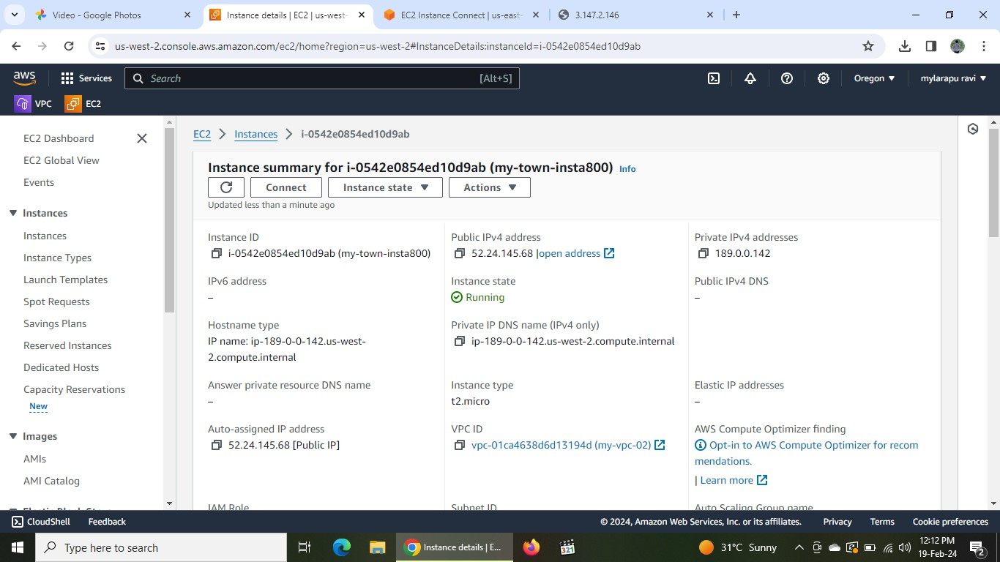 Video - Google Photos
Instance details | EC2 | us-west-
EC2 Instance Connect | us-east-
3.147.2.146
us-west-2.console.aws.amazon.com/ec2/home?region=us-west-2#InstanceDetails:instanceId=i-0542e0854ed10d9ab
aws
Services
Search
[Alt+S]
Oregon
mylarapu ravi
VPC
EC2
EC2 Dashboard
EC2 Global View
Events
Instances
Instances
Instance Types
Launch Templates
Spot Requests
Savings Plans
Reserved Instances
Dedicated Hosts
Capacity Reservations
New
Images
AMIs
AMI Catalog
EC2
Instances
i-0542e0854ed10d9ab
Instance summary for i-0542e0854ed10d9ab (my-town-insta800) Info
Connect
Instance state
Actions
Updated less than a minute ago
Instance ID
i-0542e0854ed10d9ab (my-town-insta800)
Public IPv4 address
52.24.145.68 |open address
Private IPv4 addresses
189.0.0.142
IPv6 address
–
Instance state
Running
Public IPv4 DNS
–
Hostname type
IP name: ip-189-0-0-142.us-west-
2.compute.internal
Private IP DNS name (IPv4 only)
ip-189-0-0-142.us-west-2.compute.internal
Answer private resource DNS name
–
Instance type
t2.micro
Elastic IP addresses
–
Auto-assigned IP address
52.24.145.68 [Public IP]
VPC ID
vpc-01ca4638d6d13194d (my-vpc-02)
AWS Compute Optimizer finding
Opt-in to AWS Compute Optimizer for recom
mendations.
| Learn more
IAM Role
Subnet ID
Auto Scaling Group name
CloudShell
Feedback
© 2024, Amazon Web Services, Inc. or its affiliates.
Privacy
Terms
Cookie preferences
Type here to search
Instance details | E...
321
31°C Sunny
12:12 PM
19-Feb-24
2